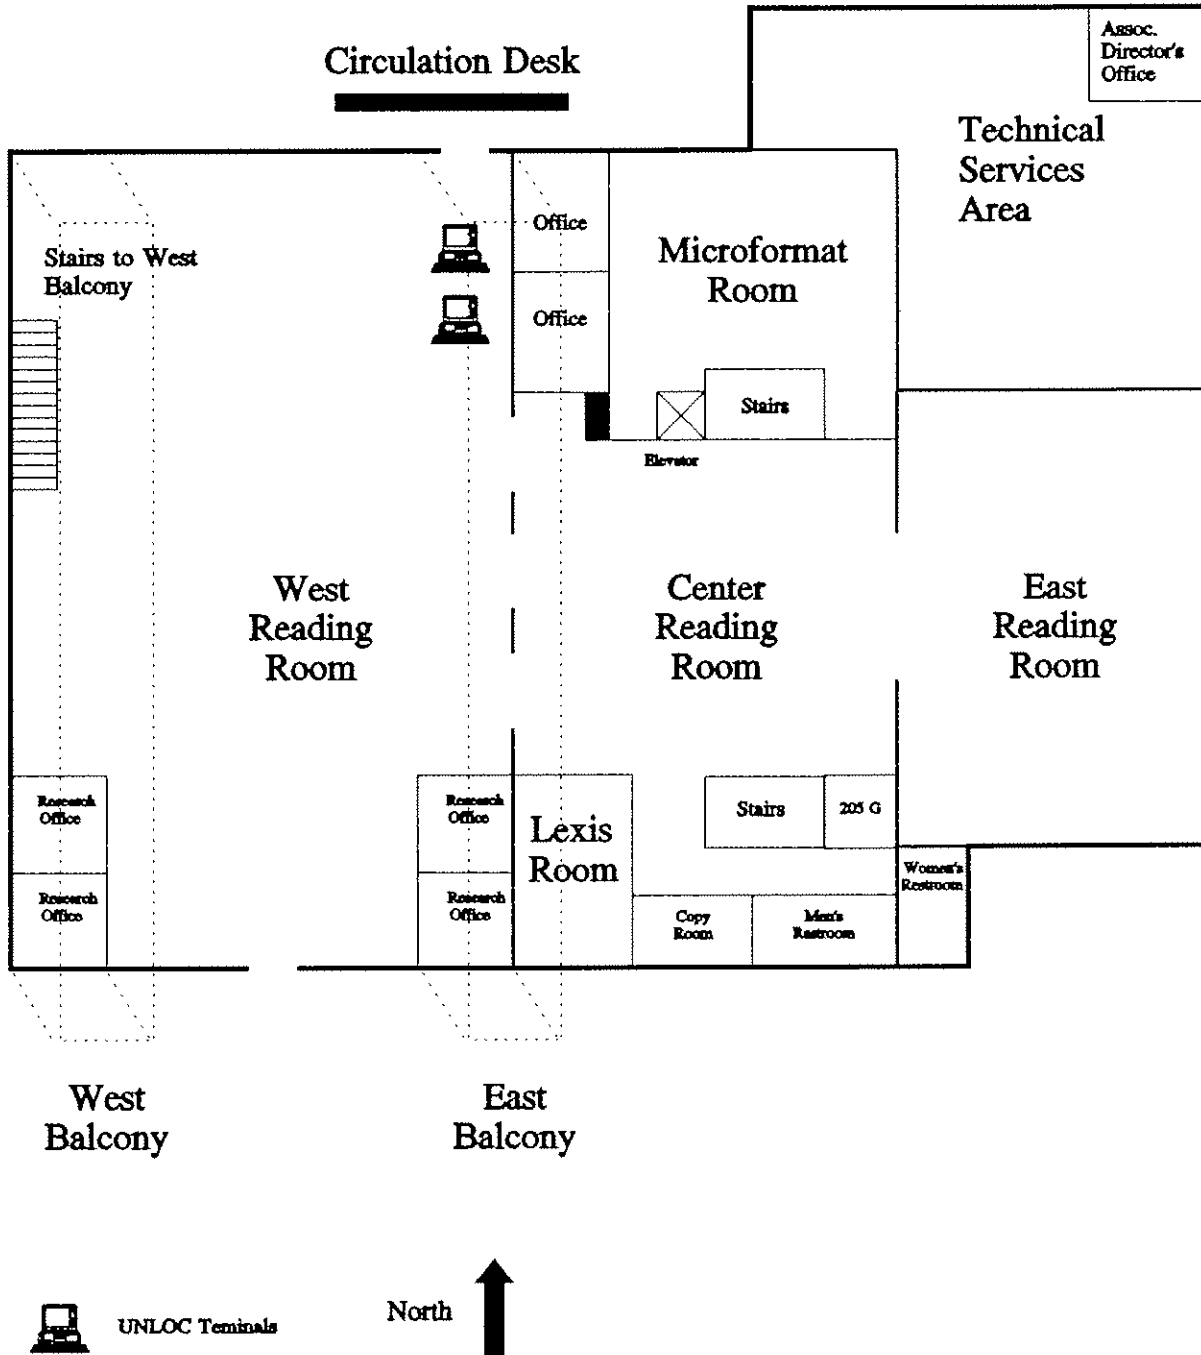 Assoc.
Director's
Office
Circulation Desk
Technical
Services
Area
Office
Microformat
Room
Stairs to West
Balcony
Office
Stairs
Elevator
West
Reading
Room
Center
Reading
Room
East
Reading
Room
Research
Office
Research
Office
Lexis
Room
Stairs
205 G
Research
Office
Research
Office
Women's
Restroom
Copy
Room
Men's
Restroom
West
Balcony
East
Balcony
UNLOC Teminals
North